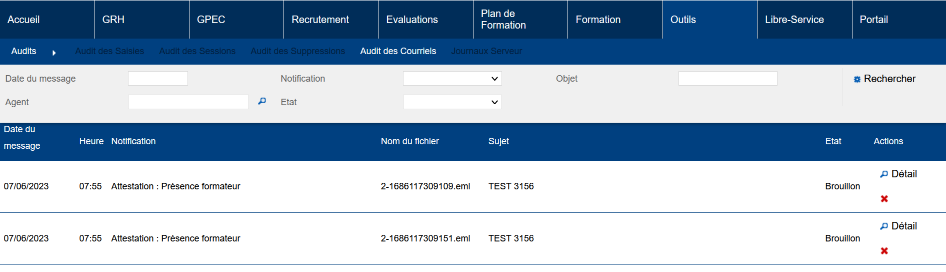 Accueil
GRH
GPEC
Recrutement
Evaluations
Plan de
Formation
Formation
Outils
Libre-Service
Portail
Audits
Audit des Saisies
Audit des Sessions
Audit des Suppressions
Audit des Courriels
Journaux Serveur
Date du message
Notification
Objet
Rechercher
Agent
Etat
Date du
message
Heure
Notification
Nom du fichier
Sujet
Etat
Actions
07/06/2023
07:55
Attestation : Présence formateur
2-1686117309109.eml
TEST 3156
Brouillon
Détail
07/06/2023
07:55
Attestation : Présence formateur
2-1686117309151.eml
TEST 3156
Brouillon
Détail